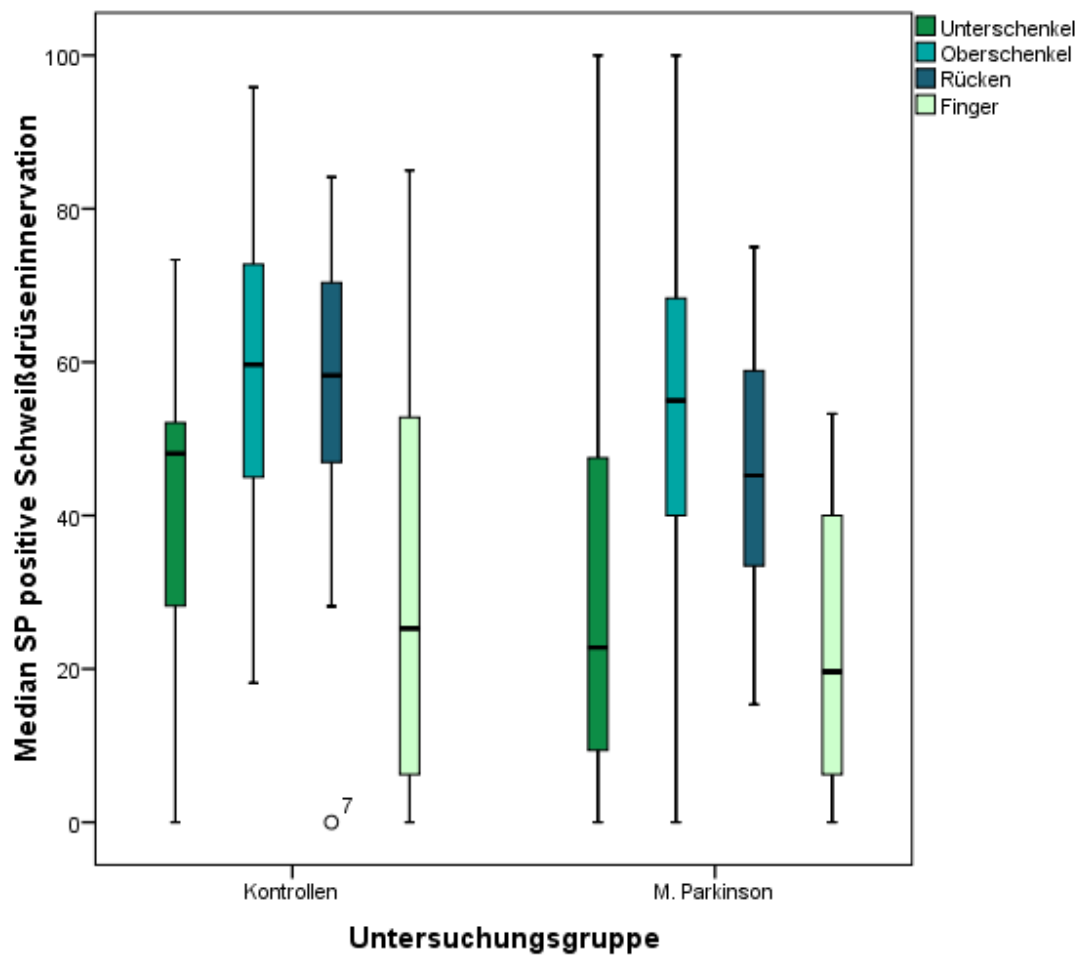 Unterschenkel
Oberschenkel
Rücken
Finger
Median SP positive Schweißdrüseninnervation
100
80
60
40
20
0
7
Kontrollen
M. Parkinson
Untersuchungsgruppe